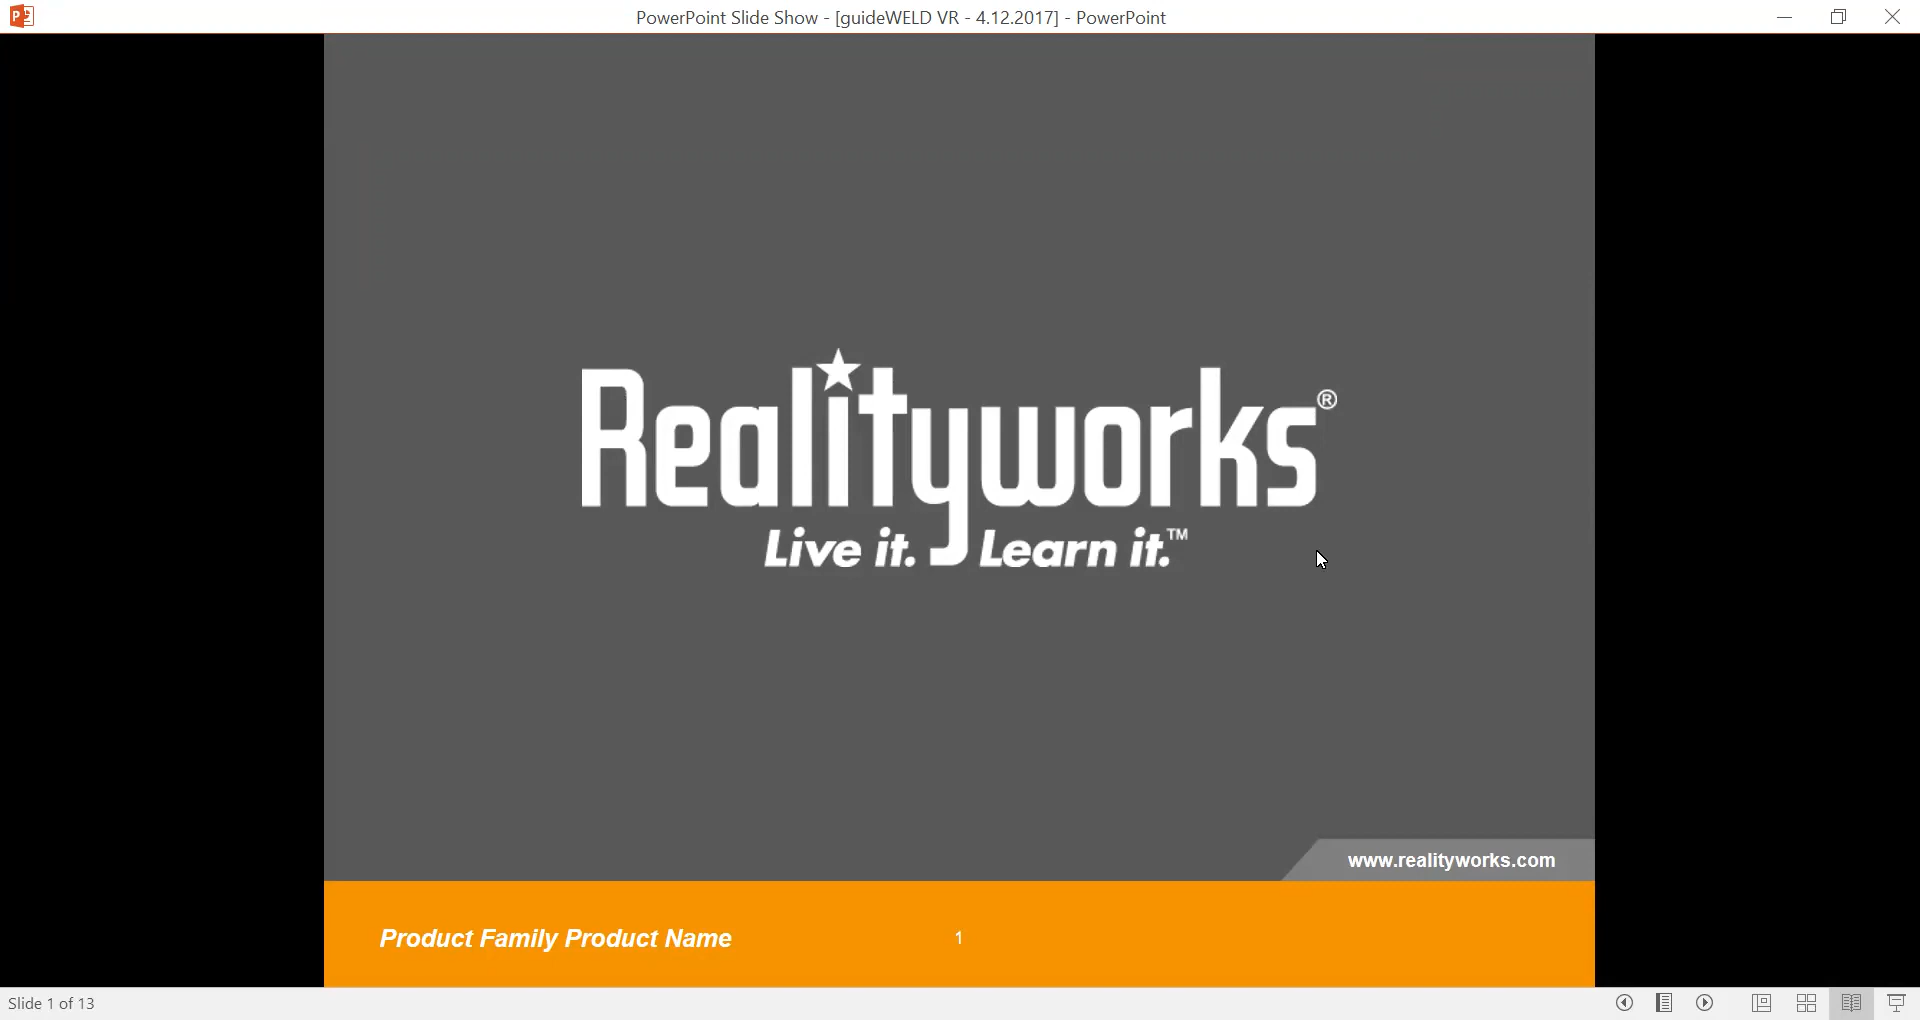 PowerPoint Slide Show - [guideWELD VR - 4.12.2017] - PowerPoint
Realityworks®
Live it. Learn it.™
www.realityworks.com
Product Family Product Name
1
Slide 1 of 13